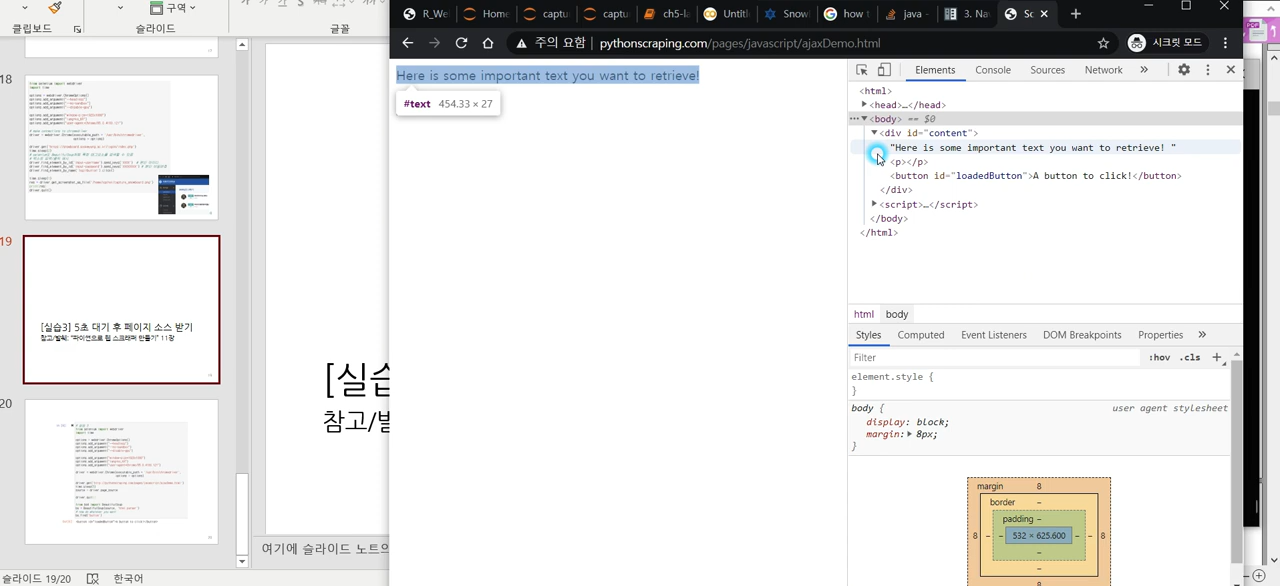 클립보드
구역
슬라이드
글꼴
18
19
[실습3] 5초 대기 후 페이지 소스 받기
참고/발췌: "파이썬으로 웹 스크래퍼 만들기" 11장
20
슬라이드 19/20
한국어
[실습
참고/발
여기에 슬라이드 노트의
R_We
Home
captu
captu
ch5-la
Untitl
Snow
how t
java -
3. Nav
Sc
주의 요함
pythonscraping.com/pages/javascript/ajaxDemo.html
시크릿 모드
Here is some important text you want to retrieve!
#text 454.33 × 27
Elements Console Sources Network
<html>
<head>…</head>
<body> == $0
<div id="content">
"Here is some important text you want to retrieve! "
<p></p>
<button id="loadedButton">A button to click!</button>
</div>
<script>…</script>
</body>
</html>
html body
Styles Computed Event Listeners DOM Breakpoints Properties
Filter
:hov .cls
element.style {
}
body {
user agent stylesheet
display: block;
margin: 8px;
}
margin 8
border –
padding –
8 – – 532 × 625.600 – – 8
–
–
8
PDF